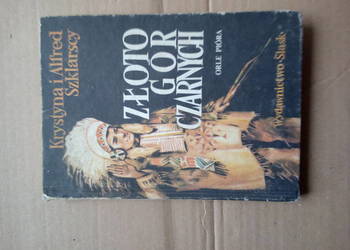 Krystyna i Alfred
Szklarscy
ZŁOTO
GÓR
CZARNYCH
ORLE PIÓRA
Wydawnictwo „Śląsk”